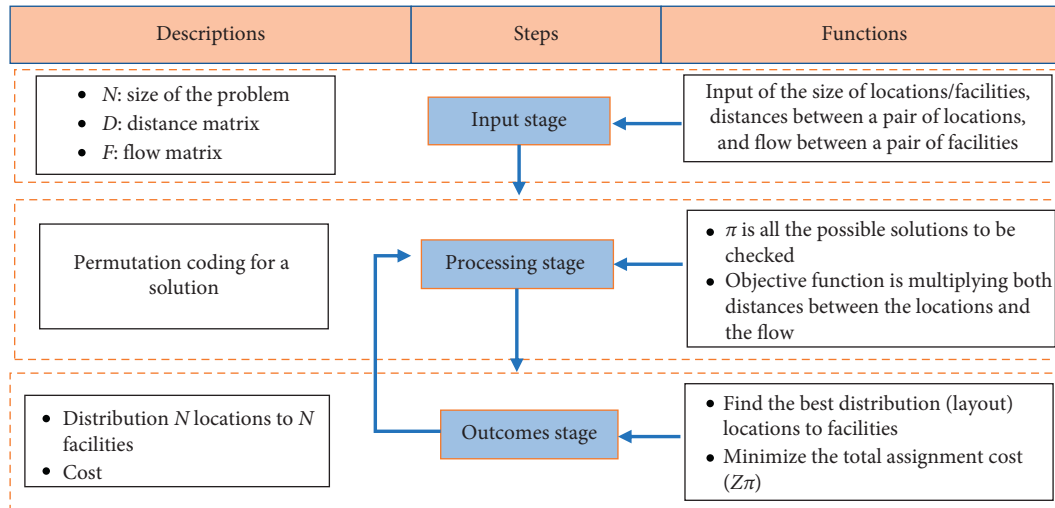 Descriptions
Steps
Functions
• N: size of the problem
• D: distance matrix
• F: flow matrix
Input stage
Input of the size of locations/facilities,
distances between a pair of locations,
and flow between a pair of facilities
Permutation coding for a
solution
Processing stage
• π is all the possible solutions to be
checked
• Objective function is multiplying both
distances between the locations and
the flow
• Distribution N locations to N
facilities
• Cost
Outcomes stage
• Find the best distribution (layout)
locations to facilities
• Minimize the total assignment cost
(Zπ)